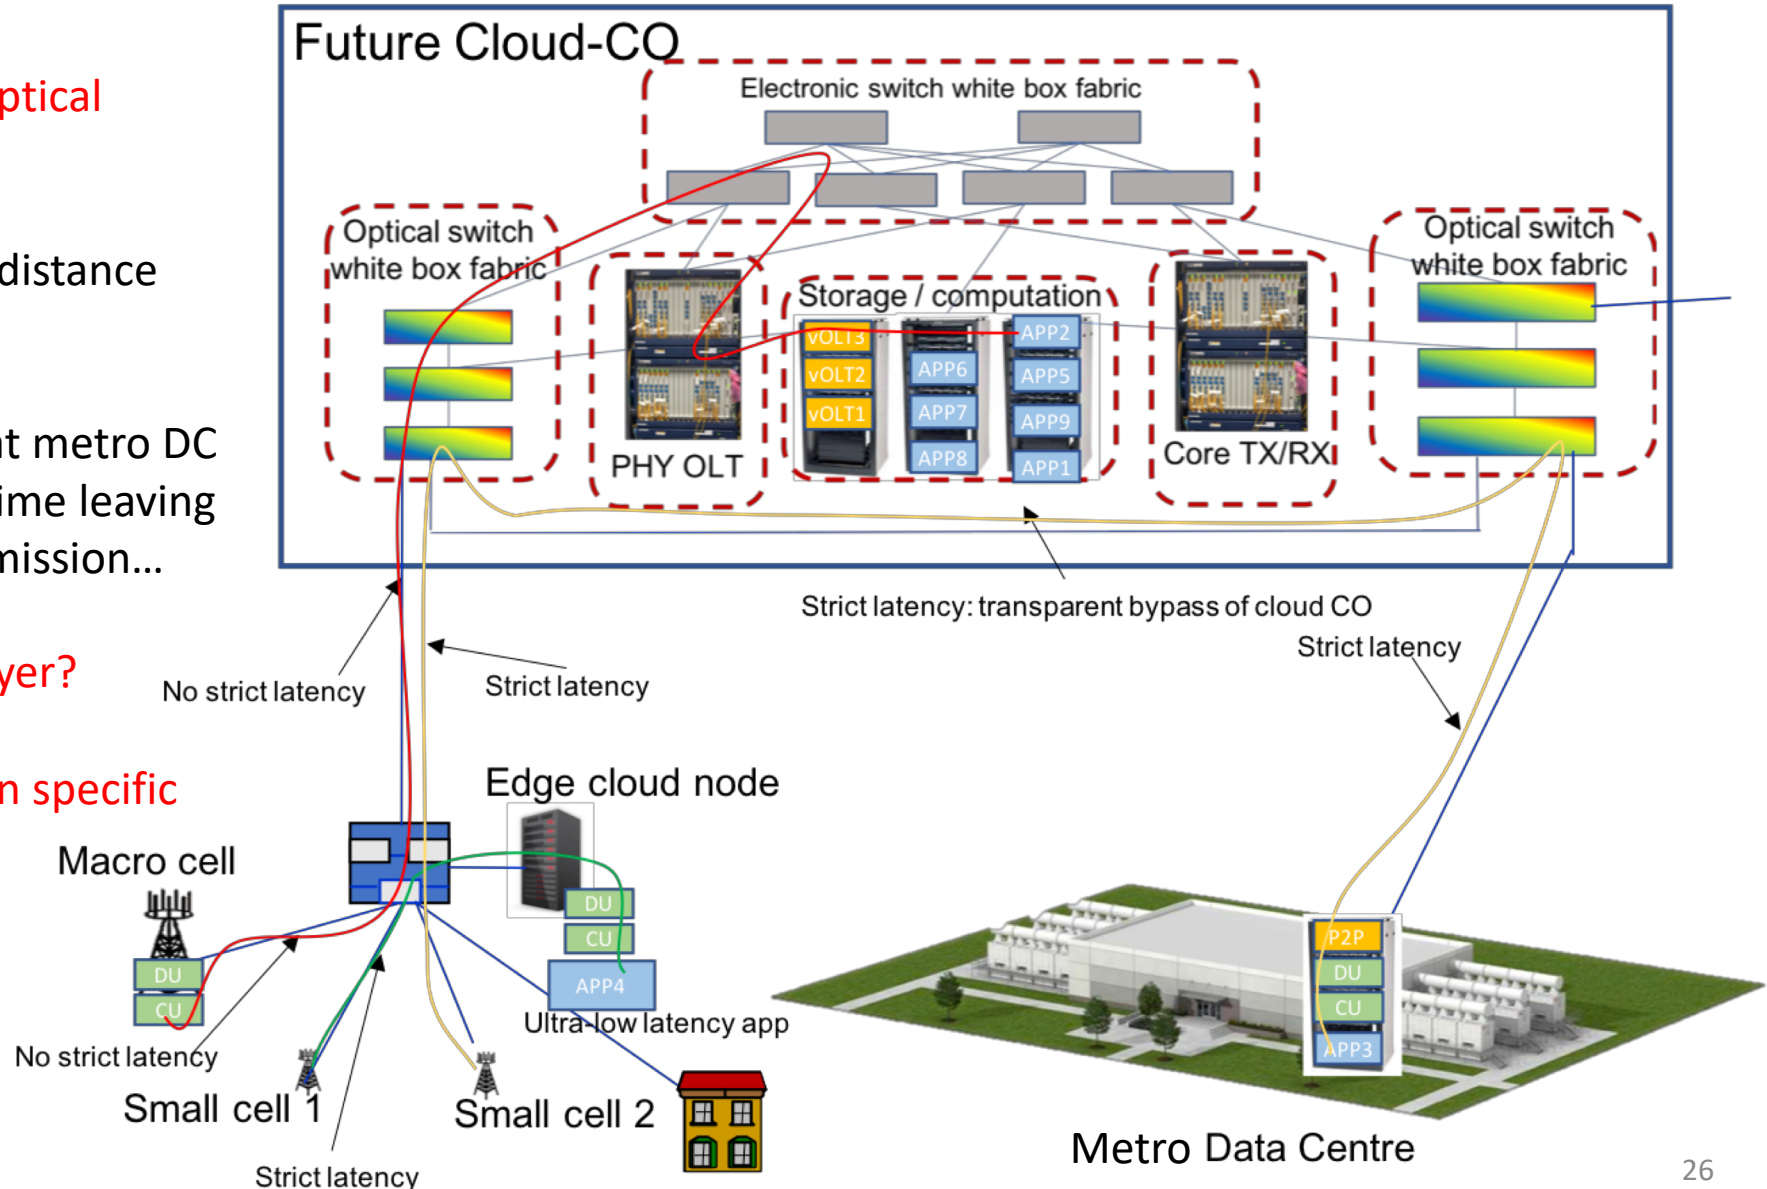 Future Cloud-CO
ptical
Electronic switch white box fabric
Optical switch
white box fabric
Optical switch
white box fabric
distance
Storage / computation
vOLT3
vOLT2
vOLT1
APP6
APP7
APP8
APP2
APP5
APP9
APP1
PHY OLT
Core TX/RX
at metro DC
ime leaving
mission...
Strict latency: transparent bypass of cloud CO
Strict latency
yer?
No strict latency
Strict latency
n specific
Edge cloud node
Macro cell
DU
CU
DU
CU
APP4
Ultra-low latency app
P2P
DU
CU
APP3
No strict latency
Small cell 1
Small cell 2
Strict latency
Metro Data Centre
26